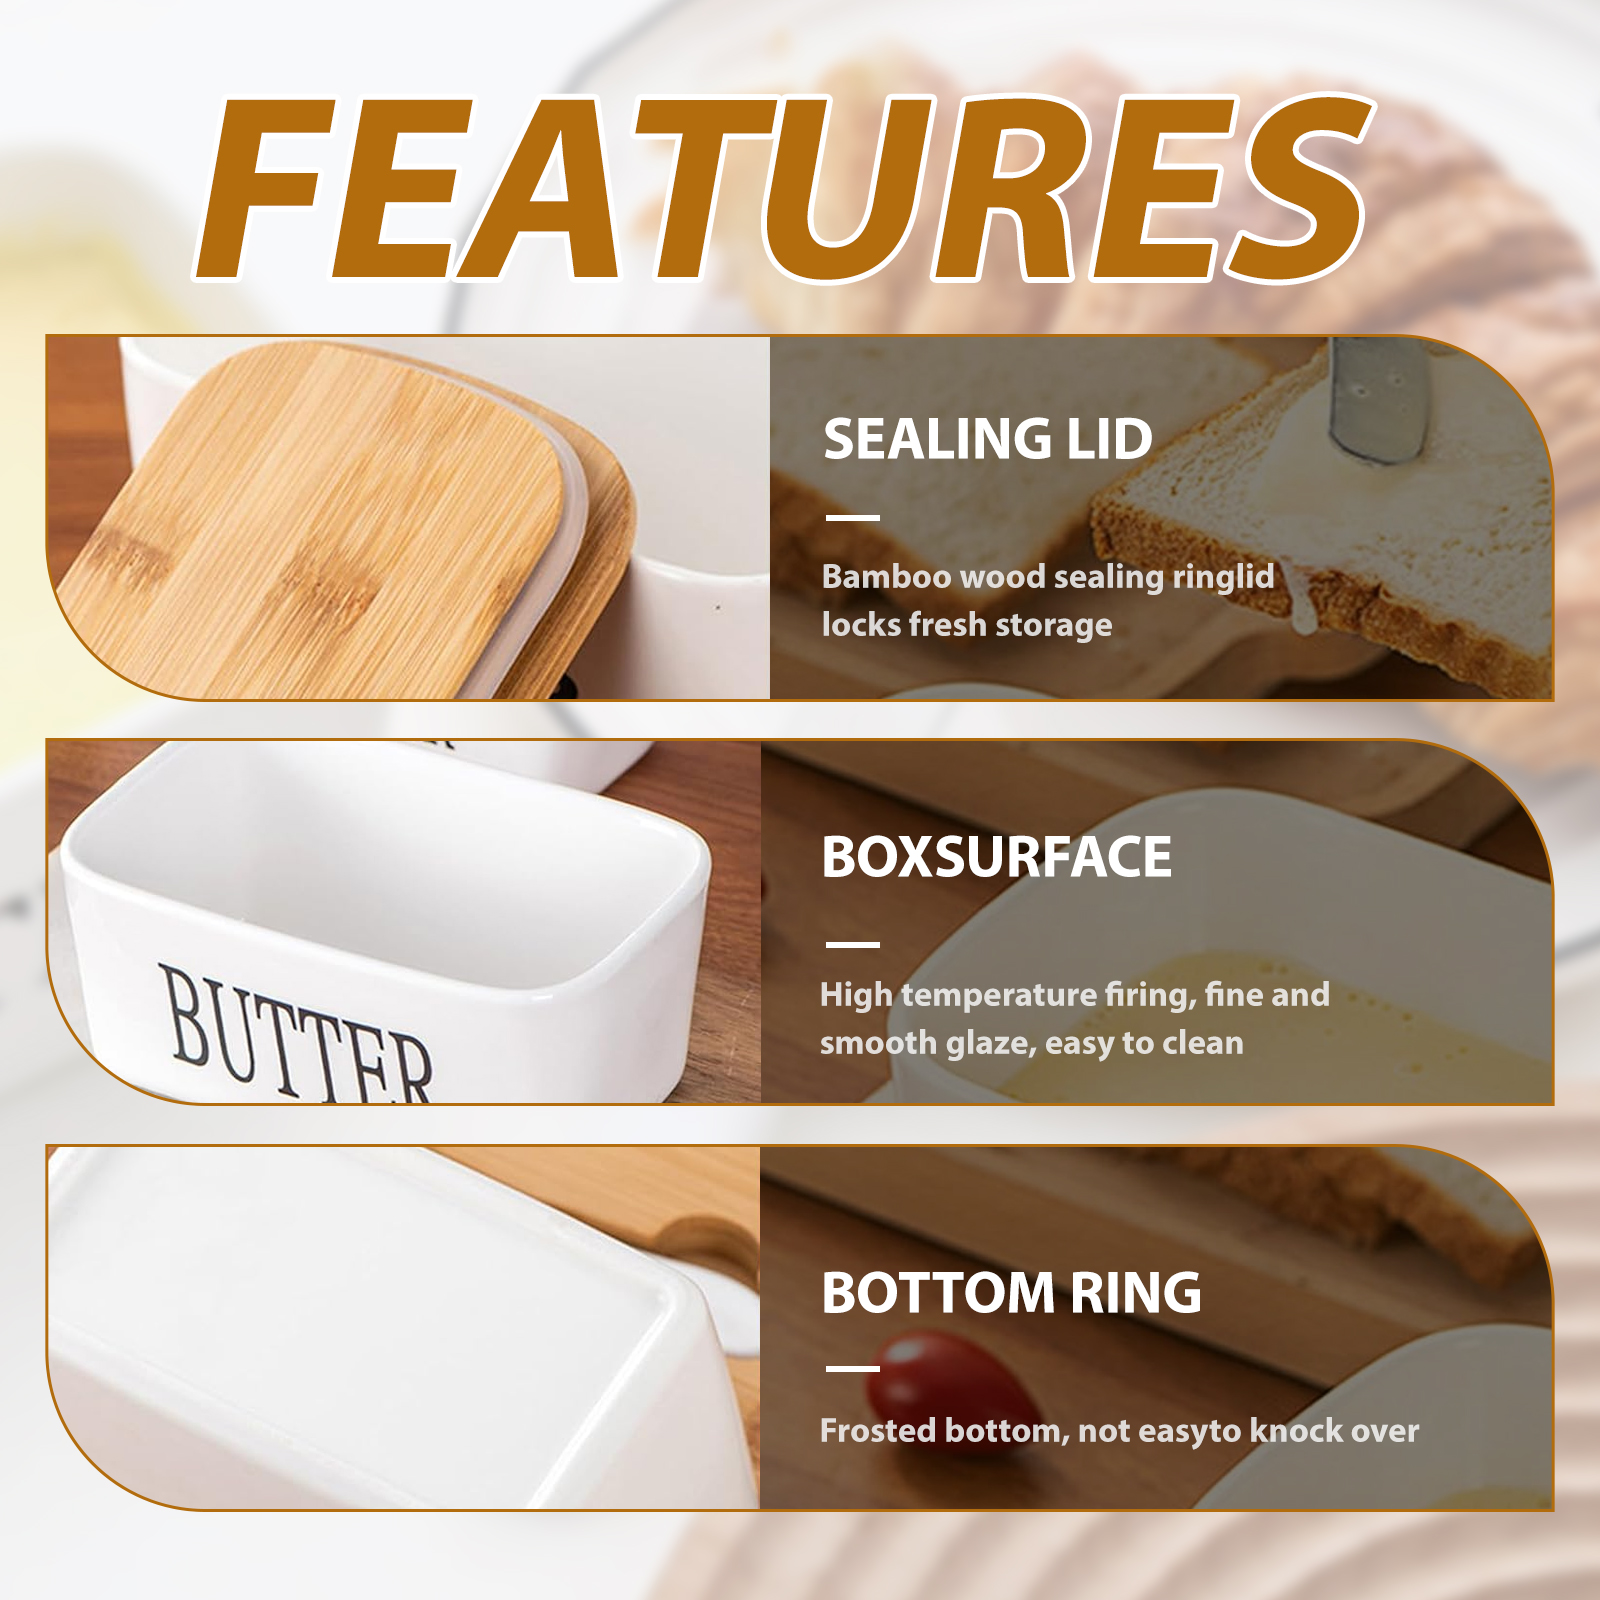 FEATURES
SEALING LID
Bamboo wood sealing ringlid
locks fresh storage
BOXSURFACE
BUTTER
High temperature firing, fine and
smooth glaze, easy to clean
BOTTOM RING
Frosted bottom, not easyto knock over